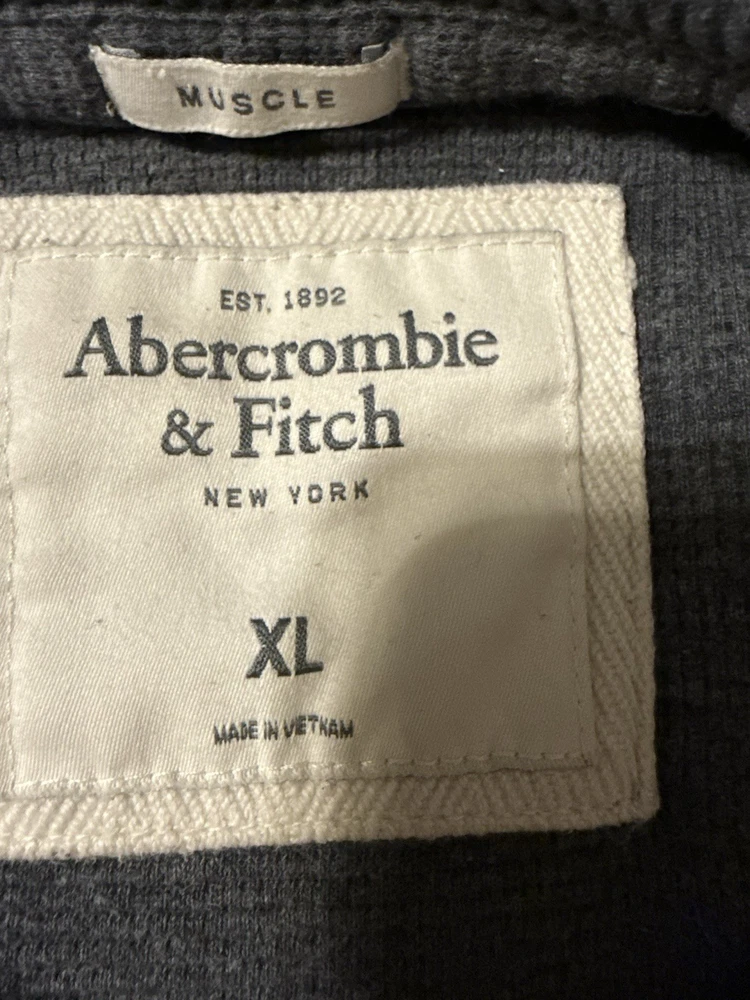 MUSCLE
EST. 1892
Abercrombie
& Fitch
NEW YORK
XL
MADE IN VIETNAM